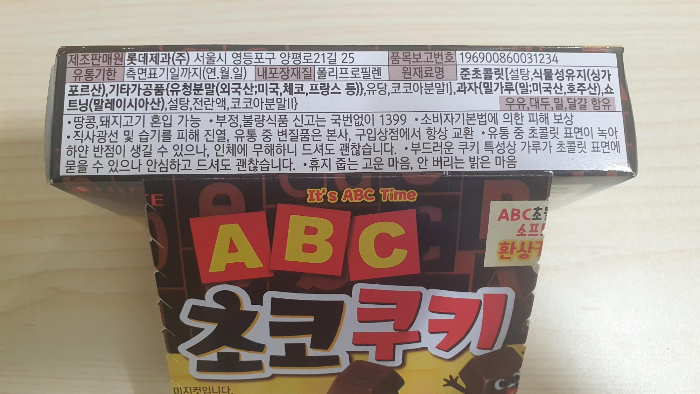 제조판매원 롯데제과(주) 서울시 영등포구 양평로21길 25 품목보고번호 196900860031234
유통기한 측면표기일까지(연.월.일) 내포장재질 폴리프로필렌 원재료명 준초콜릿[설탕,식물성유지(싱가
포르산),기타가공품{유청분말(외국산;미국,체코,프랑스 등)},유당,코코아분말], 과자{밀가루(밀;미국산,호주산),쇼
트닝(말레이시아산),설탕,전란액,코코아분말}] 우유,대두,밀,달걀 함유
•땅콩,돼지고기 혼입 가능 •부정,불량식품 신고는 국번없이 1399 •소비자기본법에 의한 피해 보상
•직사광선 및 습기를 피해 진열, 유통 중 변질품은 본사, 구입상점에서 항상 교환 •유통 중 초콜릿 표면이 녹아
하얀 반점이 생길 수 있으나, 인체에 무해하니 드셔도 괜찮습니다. •부드러운 쿠키 특성상 가루가 초콜릿 표면에
묻을 수 있으나 안심하고 드셔도 괜찮습니다. •휴지 줍는 고운 마음, 안 버리는 밝은 마음
It's ABC Time
ABC
ABC초
소프
환상
초코쿠키
이미지컷입니다.